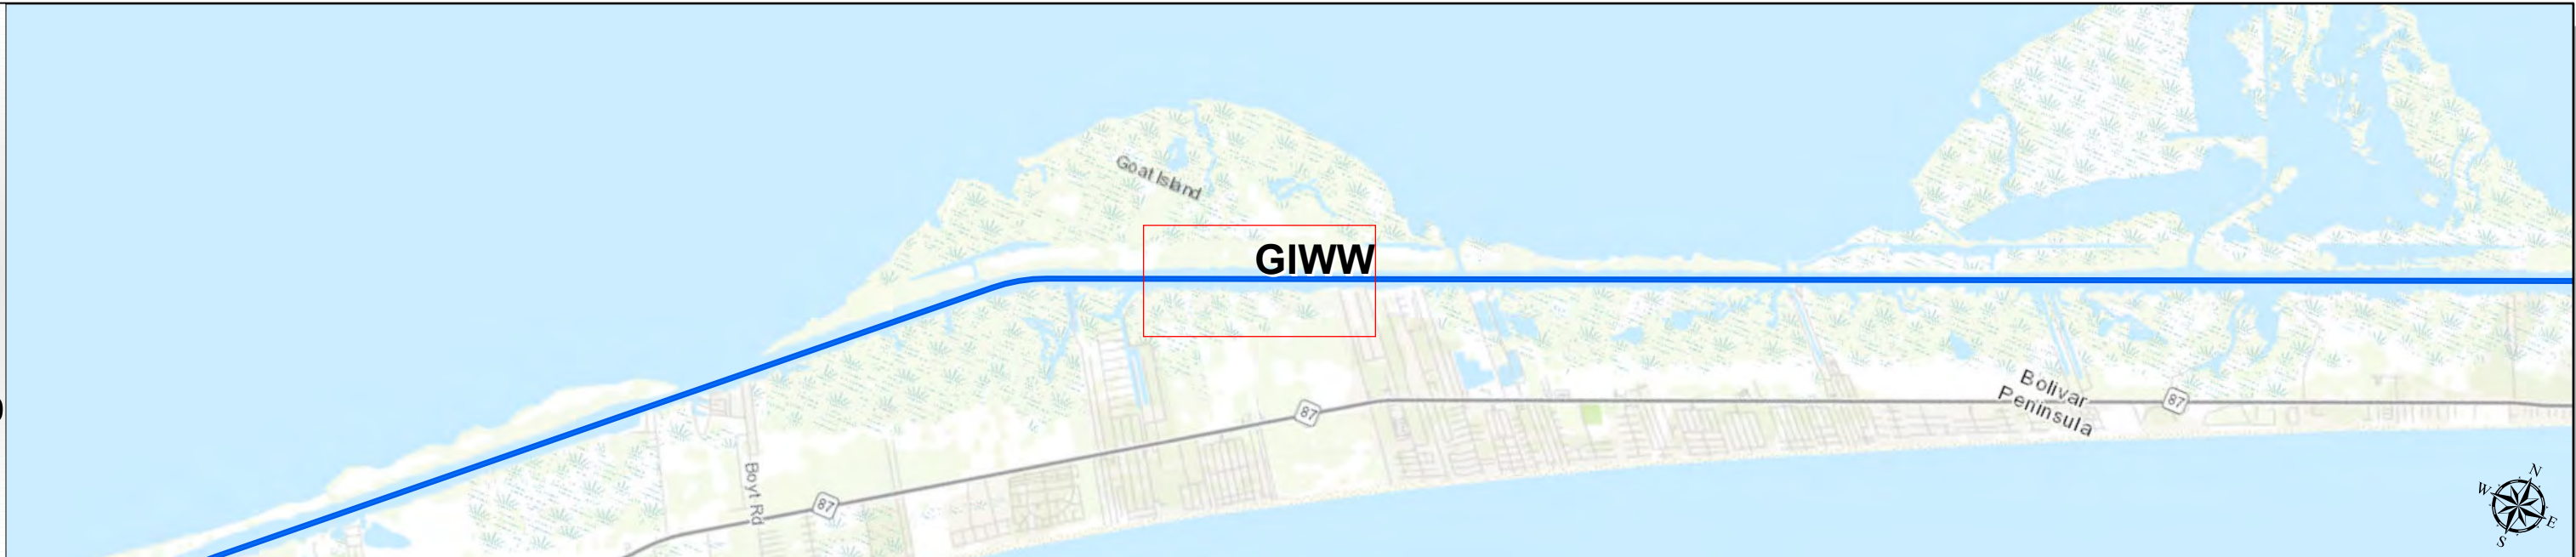 Goat Island
GIWW
Bolivar
Peninsula
87
87
87
Boyt Rd
N
W
E
S